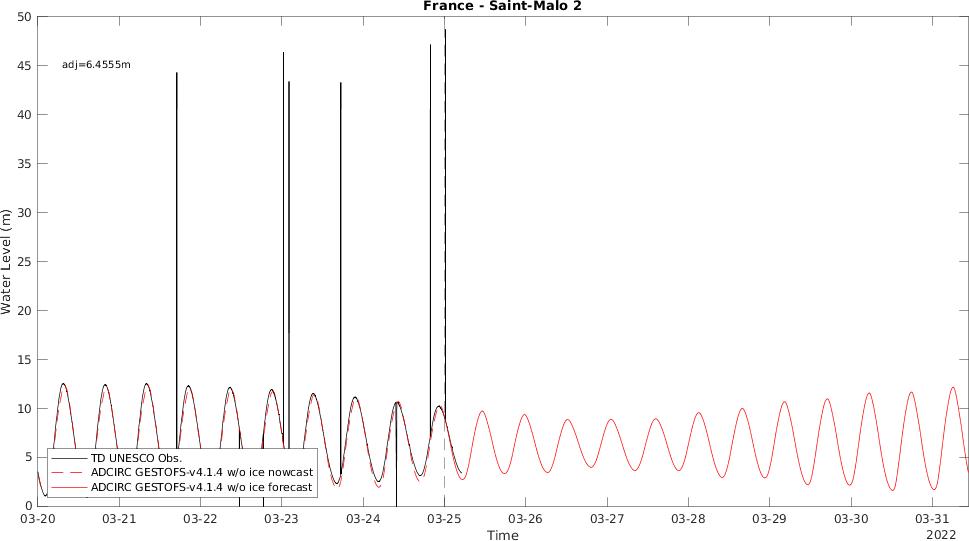 France - Saint-Malo 2
50
45
40
35
30
25
20
15
10
5
0
adj=6.4555m
Water Level (m)
TD UNESCO Obs.
ADCIRC GESTOFS-v4.1.4 w/o ice nowcast
ADCIRC GESTOFS-v4.1.4 w/o ice forecast
03-20 03-21 03-22 03-23 03-24 03-25 03-26 03-27 03-28 03-29 03-30 03-31
Time
2022